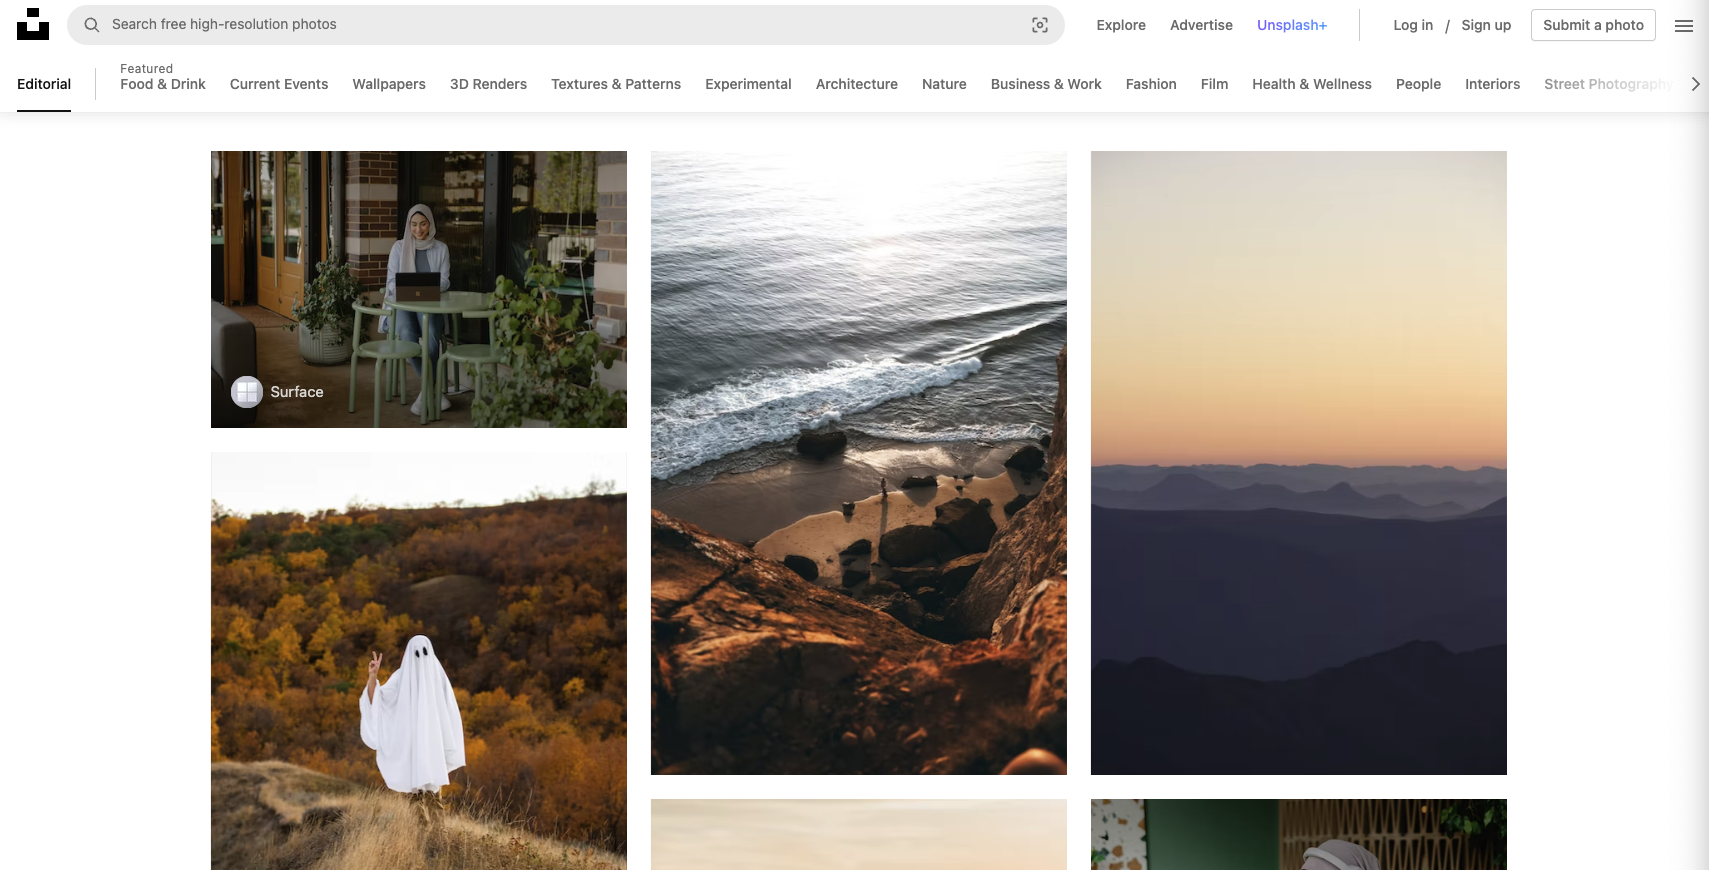 Search free high-resolution photos
Explore
Advertise
Unsplash+
Log in / Sign up
Submit a photo
Editorial
Featured
Food & Drink
Current Events
Wallpapers
3D Renders
Textures & Patterns
Experimental
Architecture
Nature
Business & Work
Fashion
Film
Health & Wellness
People
Interiors
Street Photography
Surface